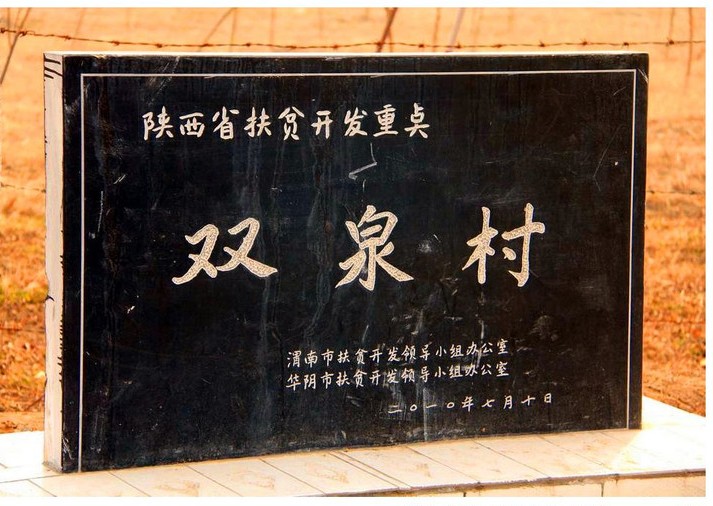 陕西省扶贫开发重点
双泉村
渭南市扶贫开发领导小组办公室
华阴市扶贫开发领导小组办公室
二〇一〇年七月十日